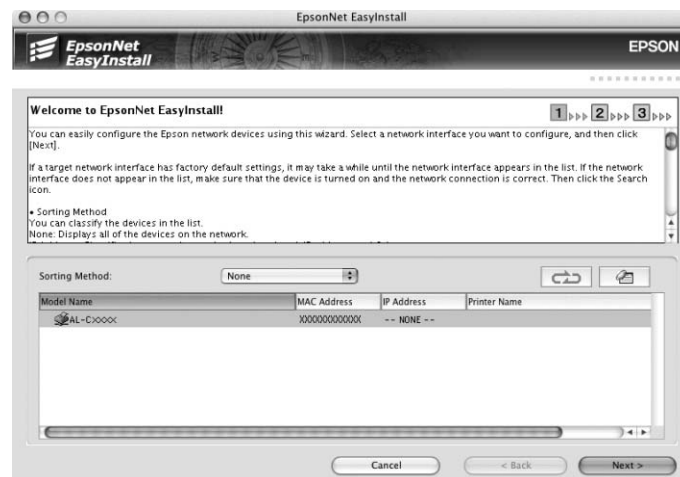 EpsonNet EasyInstall
EpsonNet
EasyInstall
EPSON
Welcome to EpsonNet EasyInstall!
1 2 3
You can easily configure the Epson network devices using this wizard. Select a network interface you want to configure, and then click
[Next].
If a target network interface has factory default settings, it may take a while until the network interface appears in the list. If the network
interface does not appear in the list, make sure that the device is turned on and the network connection is correct. Then click the Search
icon.
• Sorting Method
You can classify the devices in the list.
None: Displays all of the devices on the network.
Sorting Method:
None
Model Name MAC Address IP Address Printer Name
AL-CXXXX XXXXXXXXXXXX -- NONE --
Cancel < Back Next >